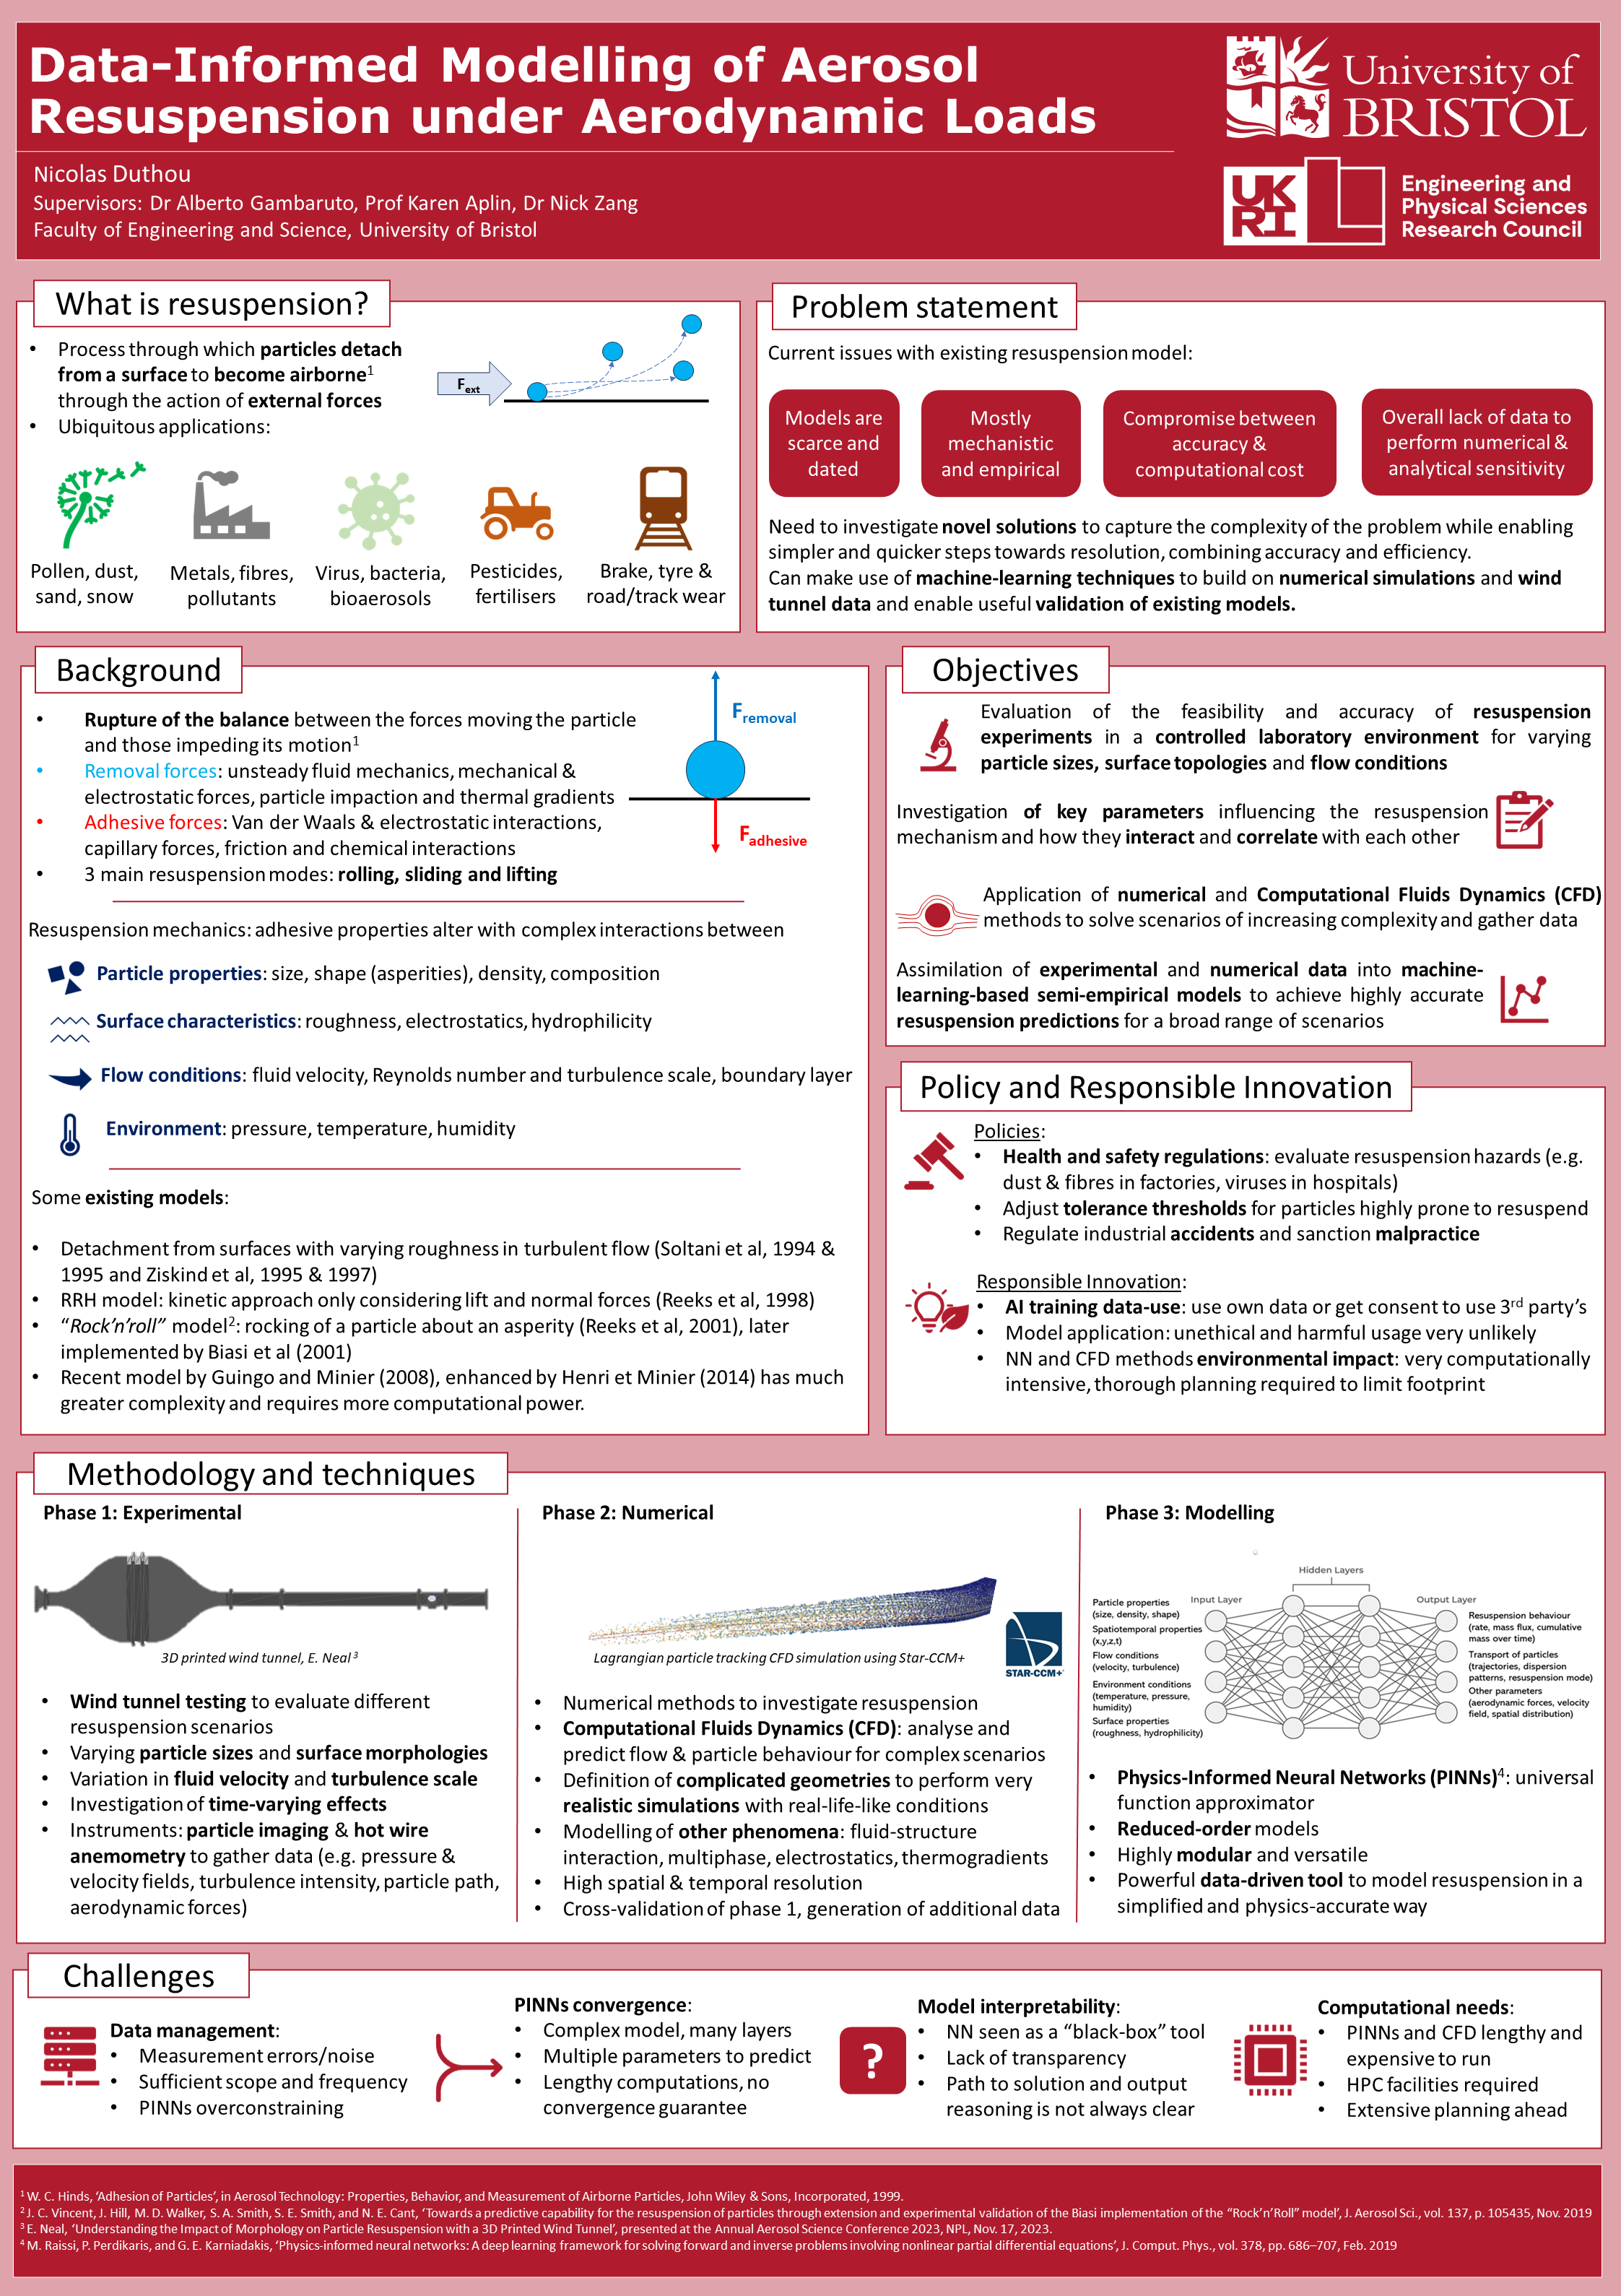 Data-Informed Modelling of Aerosol
Resuspension under Aerodynamic Loads
Nicolas Duthou
Supervisors: Dr Alberto Gambaruto, Prof Karen Aplin, Dr Nick Zang
Faculty of Engineering and Science, University of Bristol
University of
BRISTOL
UK
RI
Engineering and
Physical Sciences
Research Council
What is resuspension?
• Process through which particles detach
from a surface to become airborne1
through the action of external forces
• Ubiquitous applications:
Fext
Pollen, dust,
sand, snow
Metals, fibres,
pollutants
Virus, bacteria,
bioaerosols
Pesticides,
fertilisers
Brake, tyre &
road/track wear
Problem statement
Current issues with existing resuspension model:
Models are
scarce and
dated
Mostly
mechanistic
and empirical
Compromise between
accuracy &
computational cost
Overall lack of data to
perform numerical &
analytical sensitivity
Need to investigate novel solutions to capture the complexity of the problem while enabling
simpler and quicker steps towards resolution, combining accuracy and efficiency.
Can make use of machine-learning techniques to build on numerical simulations and wind
tunnel data and enable useful validation of existing models.
Background
• Rupture of the balance between the forces moving the particle
and those impeding its motion1
• Removal forces: unsteady fluid mechanics, mechanical &
electrostatic forces, particle impaction and thermal gradients
• Adhesive forces: Van der Waals & electrostatic interactions,
capillary forces, friction and chemical interactions
• 3 main resuspension modes: rolling, sliding and lifting
Fremoval
Fadhesive
Resuspension mechanics: adhesive properties alter with complex interactions between
Particle properties: size, shape (asperities), density, composition
Surface characteristics: roughness, electrostatics, hydrophilicity
Flow conditions: fluid velocity, Reynolds number and turbulence scale, boundary layer
Environment: pressure, temperature, humidity
Some existing models:
• Detachment from surfaces with varying roughness in turbulent flow (Soltani et al, 1994 &
1995 and Ziskind et al, 1995 & 1997)
• RRH model: kinetic approach only considering lift and normal forces (Reeks et al, 1998)
• “Rock’n’roll” model2: rocking of a particle about an asperity (Reeks et al, 2001), later
implemented by Biasi et al (2001)
• Recent model by Guingo and Minier (2008), enhanced by Henri et Minier (2014) has much
greater complexity and requires more computational power.
Objectives
Evaluation of the feasibility and accuracy of resuspension
experiments in a controlled laboratory environment for varying
particle sizes, surface topologies and flow conditions
Investigation of key parameters influencing the resuspension
mechanism and how they interact and correlate with each other
Application of numerical and Computational Fluids Dynamics (CFD)
methods to solve scenarios of increasing complexity and gather data
Assimilation of experimental and numerical data into machine-
learning-based semi-empirical models to achieve highly accurate
resuspension predictions for a broad range of scenarios
Policy and Responsible Innovation
Policies:
• Health and safety regulations: evaluate resuspension hazards (e.g.
dust & fibres in factories, viruses in hospitals)
• Adjust tolerance thresholds for particles highly prone to resuspend
• Regulate industrial accidents and sanction malpractice
Responsible Innovation:
• AI training data-use: use own data or get consent to use 3rd party’s
• Model application: unethical and harmful usage very unlikely
• NN and CFD methods environmental impact: very computationally
intensive, thorough planning required to limit footprint
Methodology and techniques
Phase 1: Experimental
3D printed wind tunnel, E. Neal 3
• Wind tunnel testing to evaluate different
resuspension scenarios
• Varying particle sizes and surface morphologies
• Variation in fluid velocity and turbulence scale
• Investigation of time-varying effects
• Instruments: particle imaging & hot wire
anemometry to gather data (e.g. pressure &
velocity fields, turbulence intensity, particle path,
aerodynamic forces)
Phase 2: Numerical
Lagrangian particle tracking CFD simulation using Star-CCM+
STAR-CCM+
• Numerical methods to investigate resuspension
• Computational Fluids Dynamics (CFD): analyse and
predict flow & particle behaviour for complex scenarios
• Definition of complicated geometries to perform very
realistic simulations with real-life-like conditions
• Modelling of other phenomena: fluid-structure
interaction, multiphase, electrostatics, thermogradients
• High spatial & temporal resolution
• Cross-validation of phase 1, generation of additional data
Phase 3: Modelling
Hidden Layers
Input Layer
Output Layer
Particle properties
(size, density, shape)
Spatiotemporal properties
(x,y,z,t)
Flow conditions
(velocity, turbulence)
Environment conditions
(temperature, pressure,
humidity)
Surface properties
(roughness, hydrophilicity)
Resuspension behaviour
(rate, mass flux, cumulative
mass over time)
Transport of particles
(trajectories, dispersion
patterns, resuspension mode)
Other parameters
(aerodynamic forces, velocity
field, spatial distribution)
• Physics-Informed Neural Networks (PINNs)4: universal
function approximator
• Reduced-order models
• Highly modular and versatile
• Powerful data-driven tool to model resuspension in a
simplified and physics-accurate way
Challenges
Data management:
• Measurement errors/noise
• Sufficient scope and frequency
• PINNs overconstraining
PINNs convergence:
• Complex model, many layers
• Multiple parameters to predict
• Lengthy computations, no
convergence guarantee
?
Model interpretability:
• NN seen as a “black-box” tool
• Lack of transparency
• Path to solution and output
reasoning is not always clear
Computational needs:
• PINNs and CFD lengthy and
expensive to run
• HPC facilities required
• Extensive planning ahead
1 W. C. Hinds, ‘Adhesion of Particles’, in Aerosol Technology: Properties, Behavior, and Measurement of Airborne Particles, John Wiley & Sons, Incorporated, 1999.
2 J. C. Vincent, J. Hill, M. D. Walker, S. A. Smith, S. E. Smith, and N. E. Cant, ‘Towards a predictive capability for the resuspension of particles through extension and experimental validation of the Biasi implementation of the “Rock’n’Roll” model’, J. Aerosol Sci., vol. 137, p. 105435, Nov. 2019
3 E. Neal, ‘Understanding the Impact of Morphology on Particle Resuspension with a 3D Printed Wind Tunnel’, presented at the Annual Aerosol Science Conference 2023, NPL, Nov. 17, 2023.
4 M. Raissi, P. Perdikaris, and G. E. Karniadakis, ‘Physics-informed neural networks: A deep learning framework for solving forward and inverse problems involving nonlinear partial differential equations’, J. Comput. Phys., vol. 378, pp. 686–707, Feb. 2019